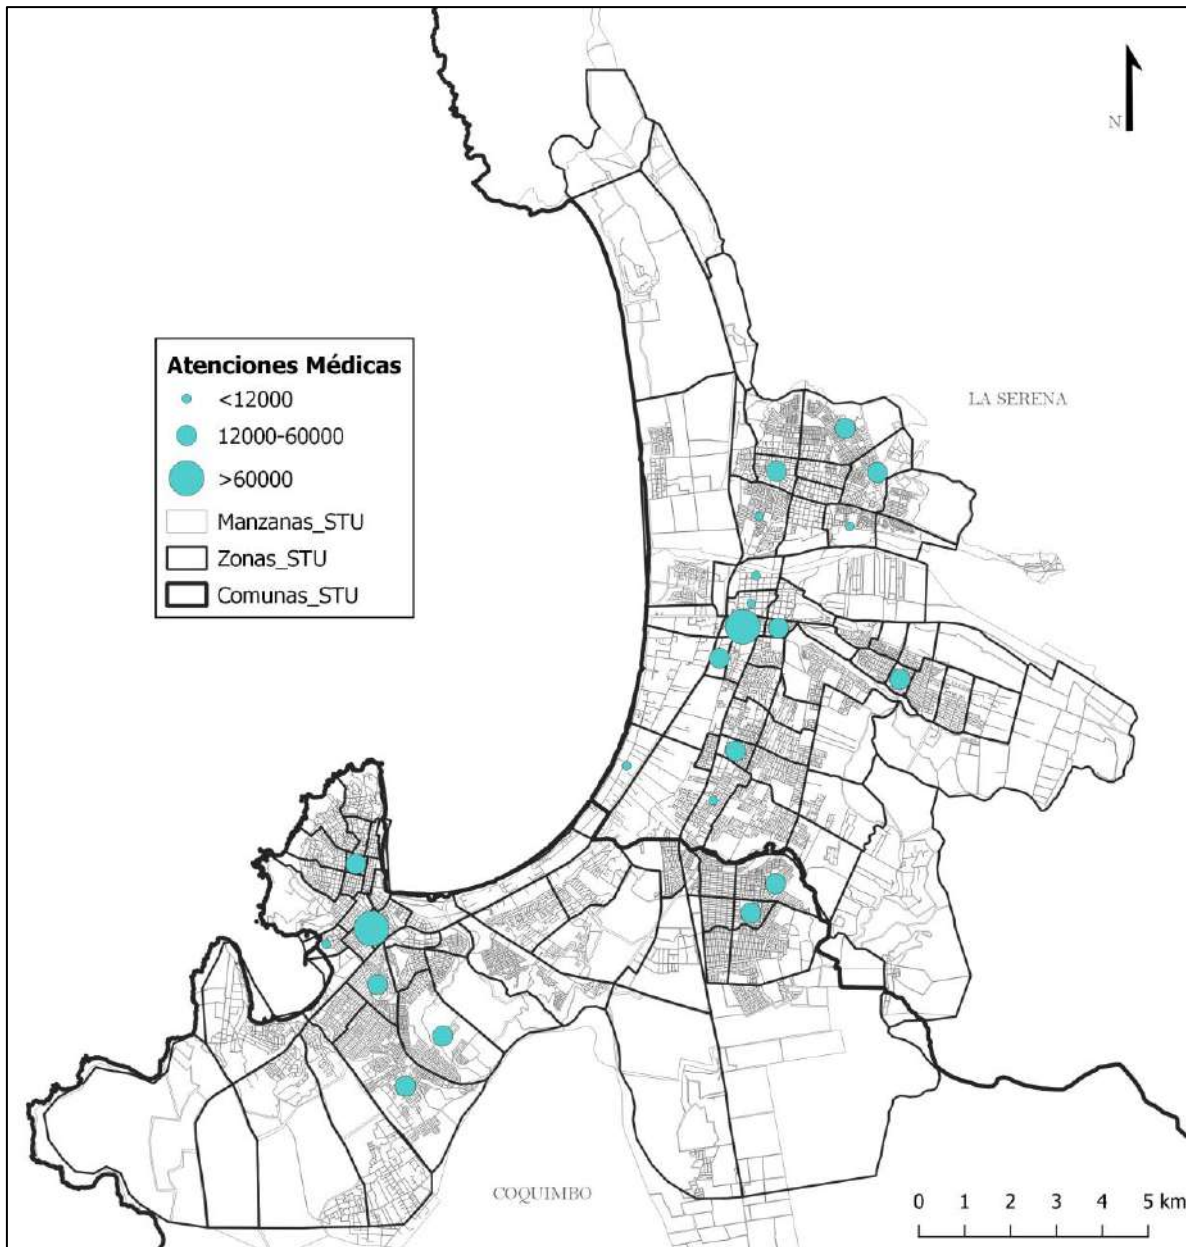 N
LA SERENA
Atenciones Médicas
<12000
12000-60000
>60000
Manzanas_STU
Zonas_STU
Comunas_STU
COQUIMBO
0 1 2 3 4 5 km